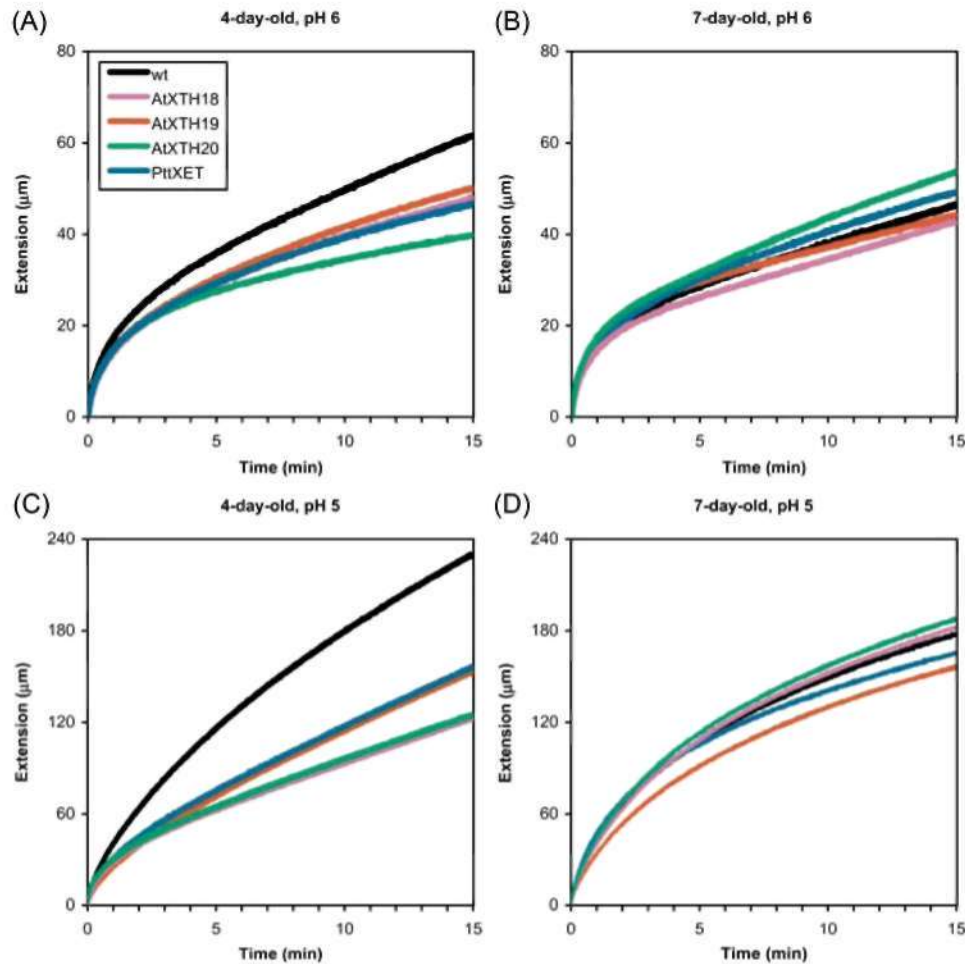 (A)
4-day-old, pH 6
80
60
40
20
0
Extension (μm)
wt
AtXTH18
AtXTH19
AtXTH20
PttXET
0 5 10 15
Time (min)
(B)
7-day-old, pH 6
80
60
40
20
0
Extension (μm)
0 5 10 15
Time (min)
(C)
4-day-old, pH 5
240
180
120
60
0
Extension (μm)
0 5 10 15
Time (min)
(D)
7-day-old, pH 5
240
180
120
60
0
Extension (μm)
0 5 10 15
Time (min)